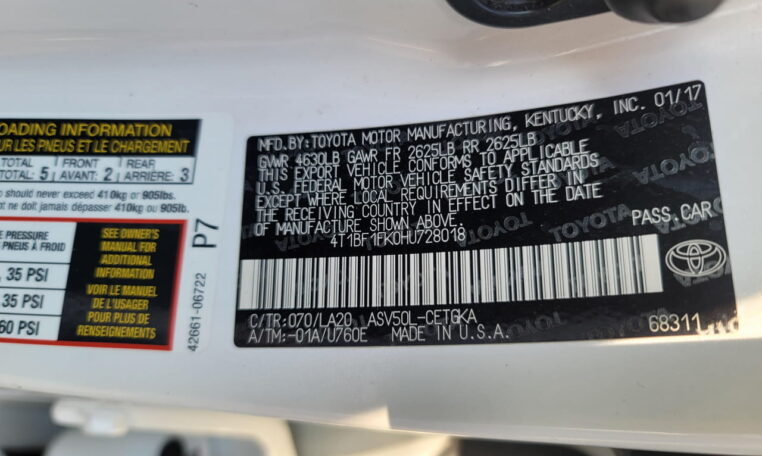 LOADING INFORMATION
SUR LES PNEUS ET LE CHARGEMENT
TOTAL FRONT REAR
TOTAL: 5 AVANT: 2 ARRIÈRE: 3
should never exceed 410kg or 905lbs.
nt ne doit jamais dépasser 410kg ou 905lb.
PRESSURE
PNEUS À FROID
35 PSI
35 PSI
60 PSI
SEE OWNER'S
MANUAL FOR
ADDITIONAL
INFORMATION
VOIR LE MANUEL
DE L'USAGER
POUR PLUS DE
RENSEIGNEMENTS
P7
42661-06722
MFD. BY: TOYOTA MOTOR MANUFACTURING, KENTUCKY, INC. 01/17
GVWR 4630LB GAWR FR 2625LB RR 2625LB
THIS EXPORT VEHICLE CONFORMS TO APPLICABLE
U.S. FEDERAL MOTOR VEHICLE SAFETY STANDARDS
EXCEPT WHERE LOCAL REQUIREMENTS DIFFER IN
THE RECEIVING COUNTRY IN EFFECT ON THE DATE
OF MANUFACTURE SHOWN ABOVE.
4T1BF1FK0HU728018 PASS. CAR
C/TR: 070/LA20 ASV50L-CETGKA
A/TM: -01A/U760E MADE IN U.S.A. 68311